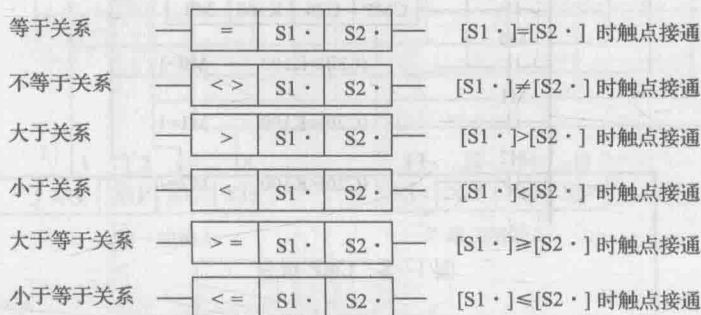 等于关系 = S1· S2· [S1·]=[S2·] 时触点接通
不等于关系 < > S1· S2· [S1·]≠[S2·] 时触点接通
大于关系 > S1· S2· [S1·]>[S2·] 时触点接通
小于关系 < S1· S2· [S1·]<[S2·] 时触点接通
大于等于关系 > = S1· S2· [S1·]≥[S2·] 时触点接通
小于等于关系 < = S1· S2· [S1·]≤[S2·] 时触点接通